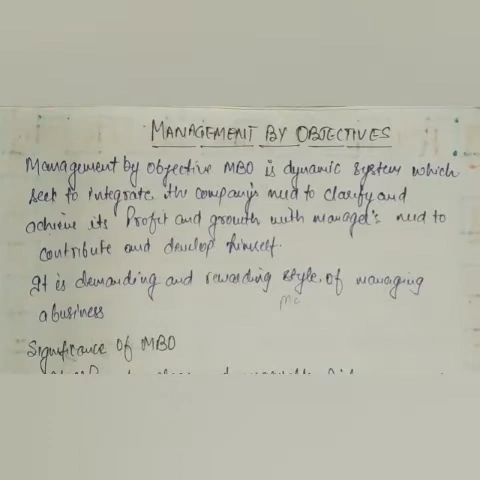 MANAGEMENT BY OBJECTIVES
Management by objective MBO is dynamic system which
seek to integrate the company's need to clarify and
achieve its Profit and growth with manager's need to
contribute and develop himself.
It is demanding and rewarding style of managing
a business
Significance of MBO